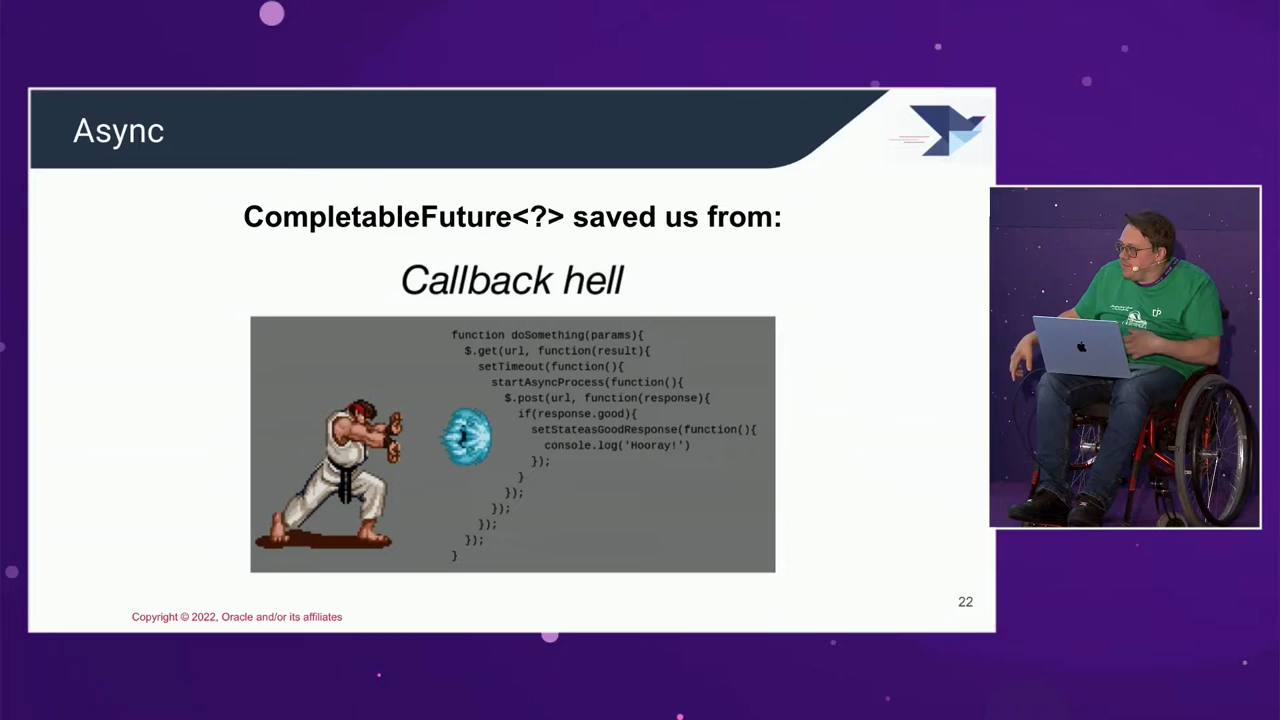 Async
CompletableFuture<?> saved us from:
Callback hell
function doSomething(params){
$.get(url, function(result){
setTimeout(function(){
startAsyncProcess(function(){
$.post(url, function(response){
if(response.good){
setStateasGoodResponse(function(){
console.log('Hooray!')
});
}
});
});
});
});
}
Copyright © 2022, Oracle and/or its affiliates
22